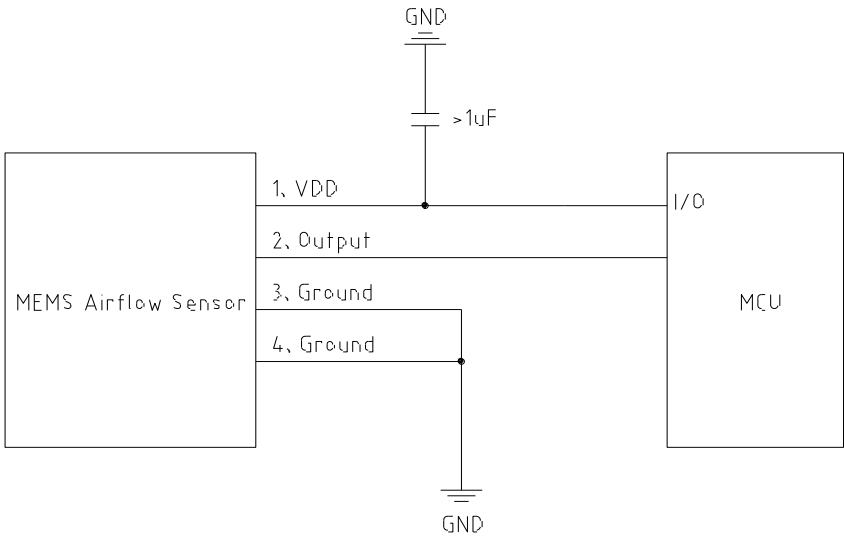 GND
>1uF
1、VDD
I/O
2、Output
3、Ground
MEMS Airflow Sensor
MCU
4、Ground
GND